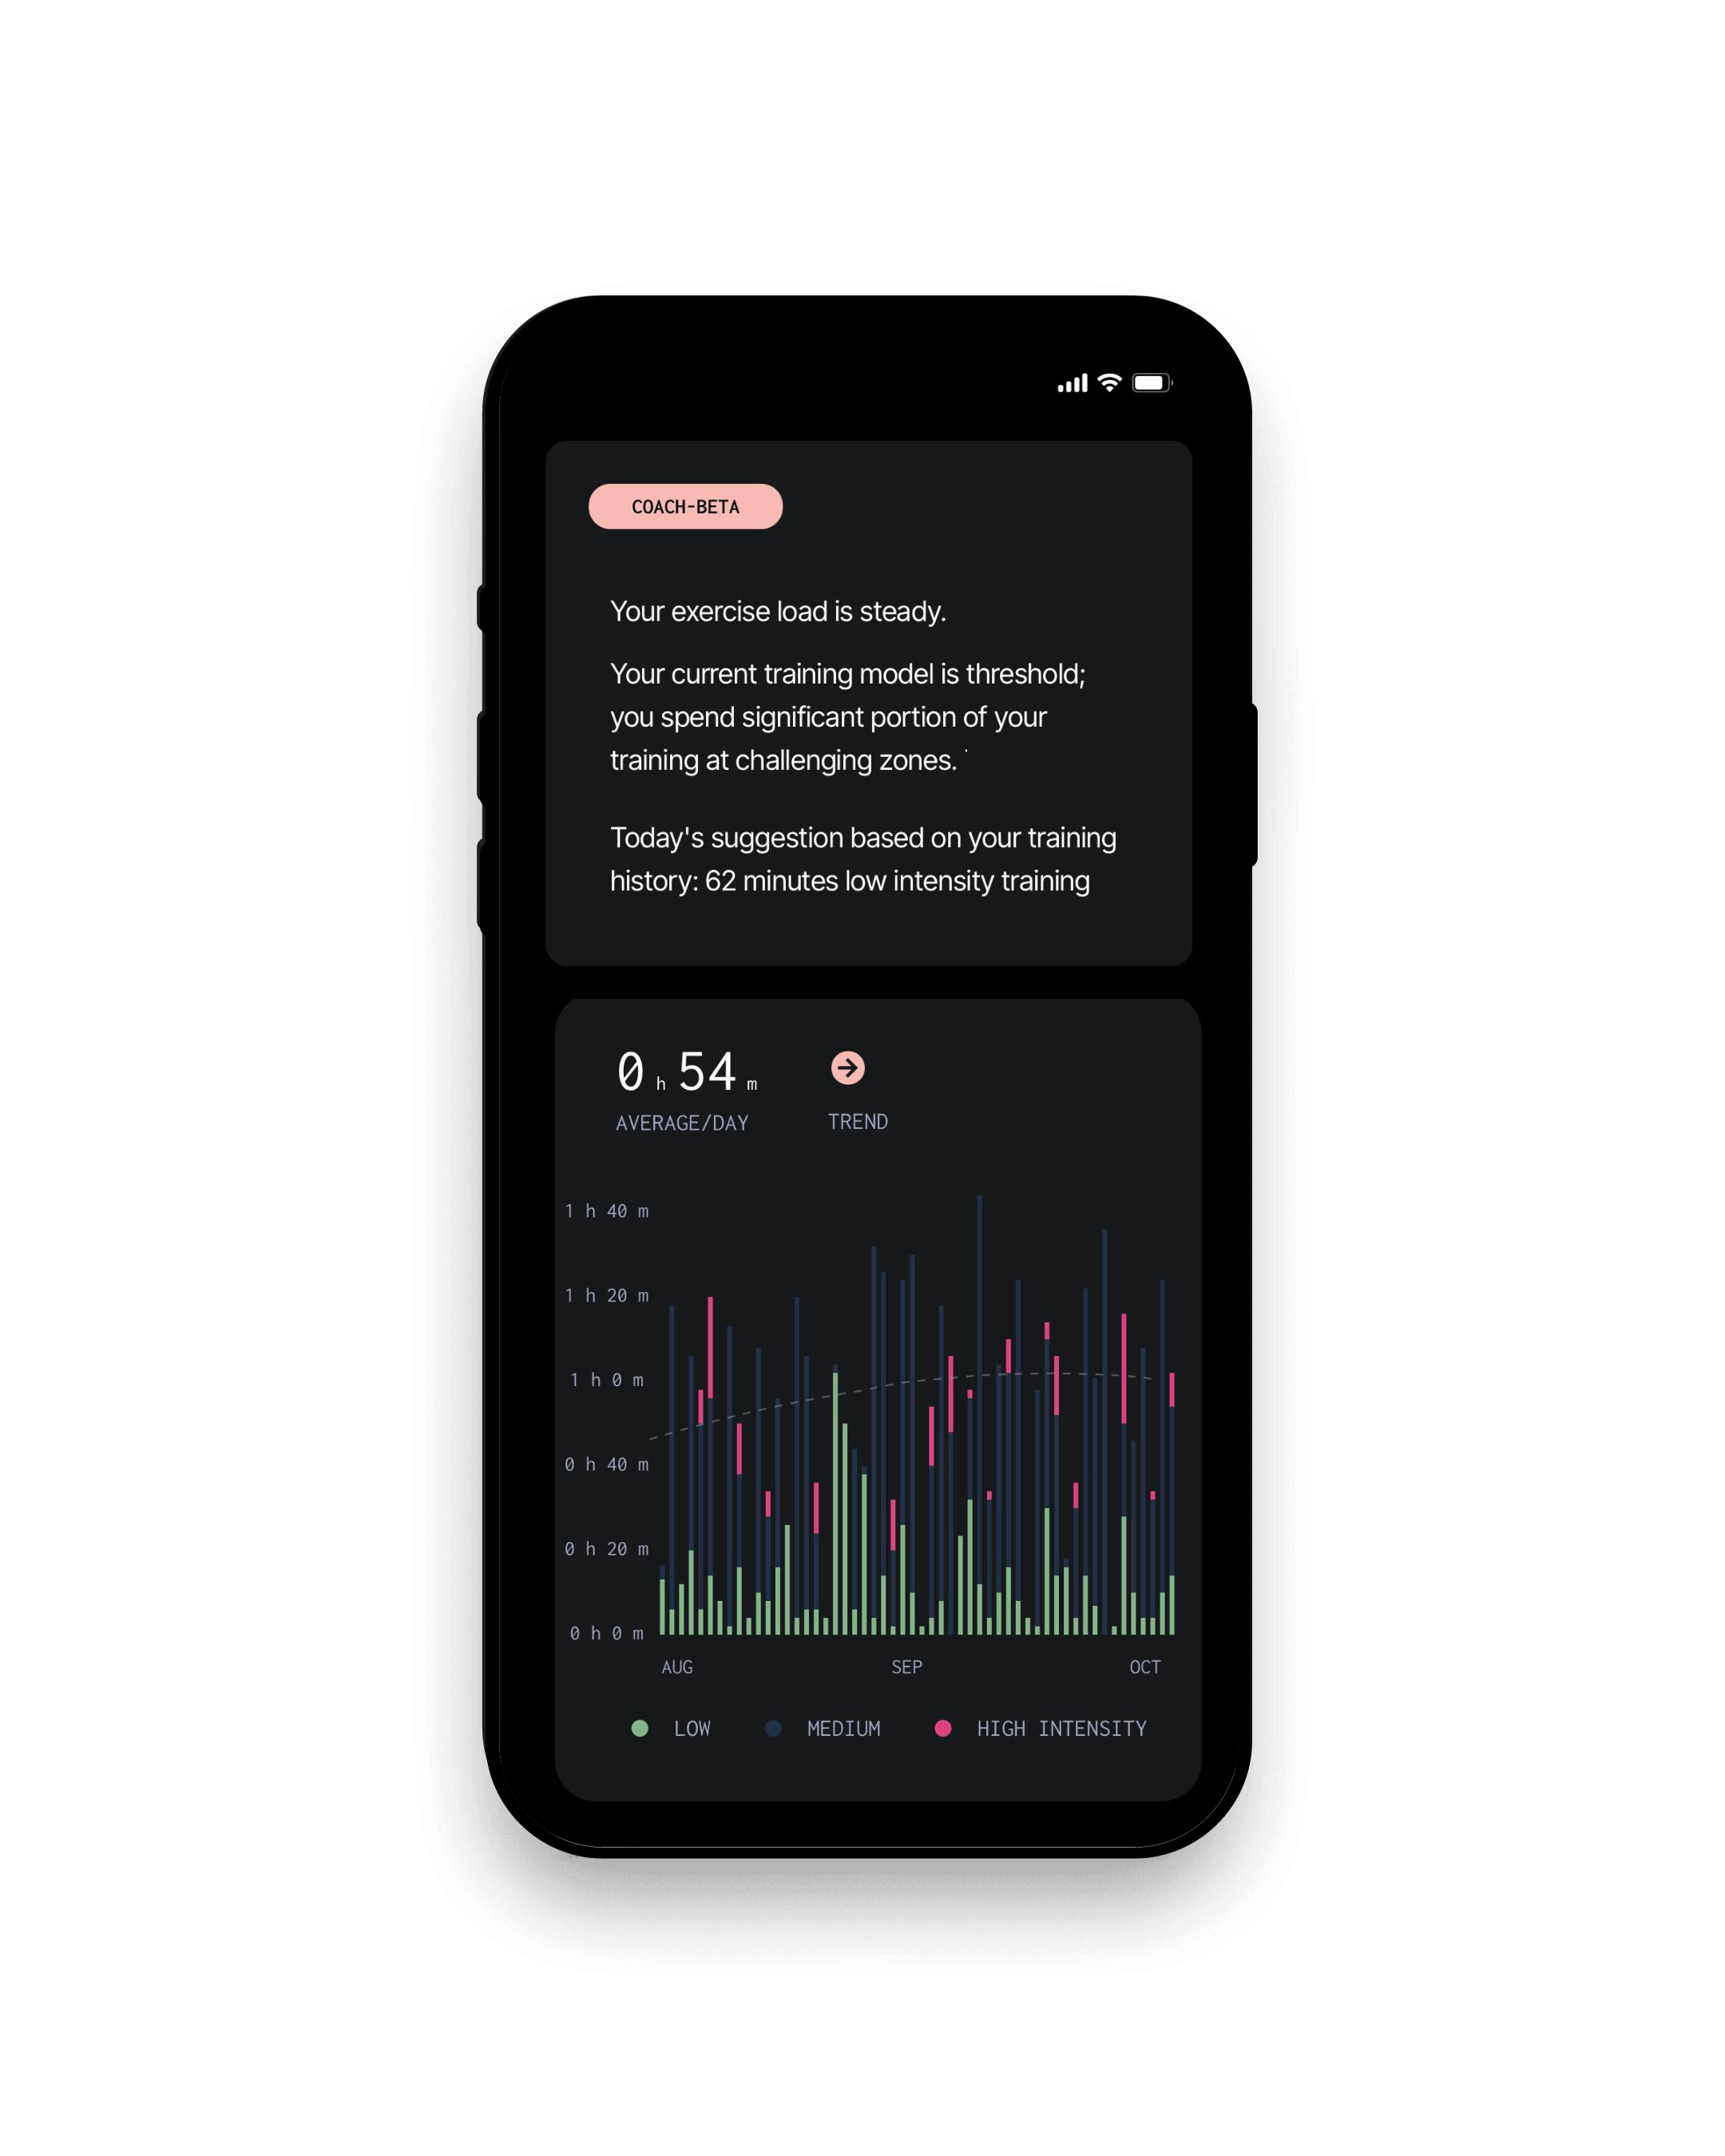 COACH-BETA
Your exercise load is steady.
Your current training model is threshold;
you spend significant portion of your
training at challenging zones.
Today's suggestion based on your training
history: 62 minutes low intensity training
0 h 54 m
AVERAGE/DAY
TREND
1 h 40 m
1 h 20 m
1 h 0 m
0 h 40 m
0 h 20 m
0 h 0 m
AUG SEP OCT
LOW MEDIUM HIGH INTENSITY